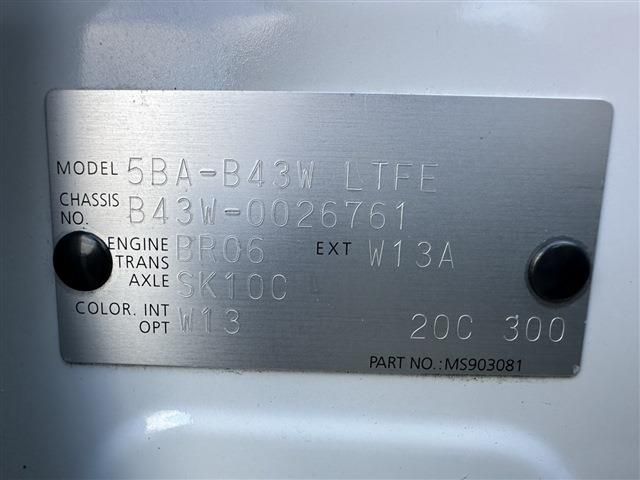 MODEL 5BA-B43W LTFE
CHASSIS NO. B43W-0026761
ENGINE BR06 EXT W13A
TRANS
AXLE SK10C
COLOR. INT
OPT W13 20C 300
PART NO.:MS903081